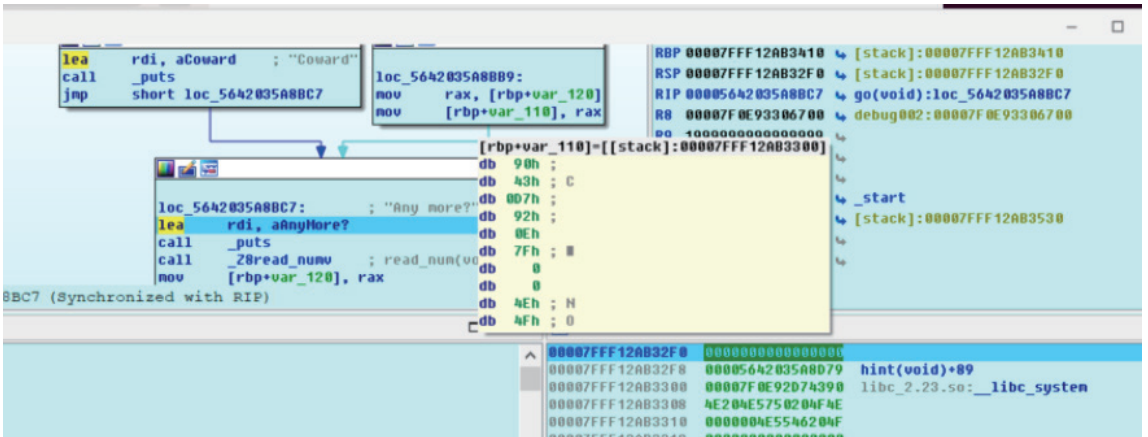 lea rdi, aCoward ; "Coward"
call _puts
jmp short loc_5642035A8BC7
loc_5642035A8BB9:
mov rax, [rbp+var_120]
mov [rbp+var_110], rax
RBP 00007FFF12AB3410 [stack]:00007FFF12AB3410
RSP 00007FFF12AB32F0 [stack]:00007FFF12AB32F0
RIP 00005642035A8BC7 go(void):loc_5642035A8BC7
R8 00007F0E93306700 debug002:00007F0E93306700
_start
[stack]:00007FFF12AB3530
[rbp+var_110]=[[stack]:00007FFF12AB3300]
db 90h ;
db 43h ; C
db 0D7h ;
db 92h ;
db 0Eh
db 7Fh ;
db 0
db 0
db 4Eh ; N
db 4Fh ; O
loc_5642035A8BC7: ; "Any more?"
lea rdi, aAnyMore?
call _puts
call _Z8read_numv ; read_num(vo
mov [rbp+var_120], rax
8BC7 (Synchronized with RIP)
00007FFF12AB32F0 0000000000000000
00007FFF12AB32F8 00005642035A8D79 hint(void)+89
00007FFF12AB3300 00007F0E92D74390 libc_2.23.so:__libc_system
00007FFF12AB3308 4E204E5750204F4E
00007FFF12AB3310 0000004E5546204F